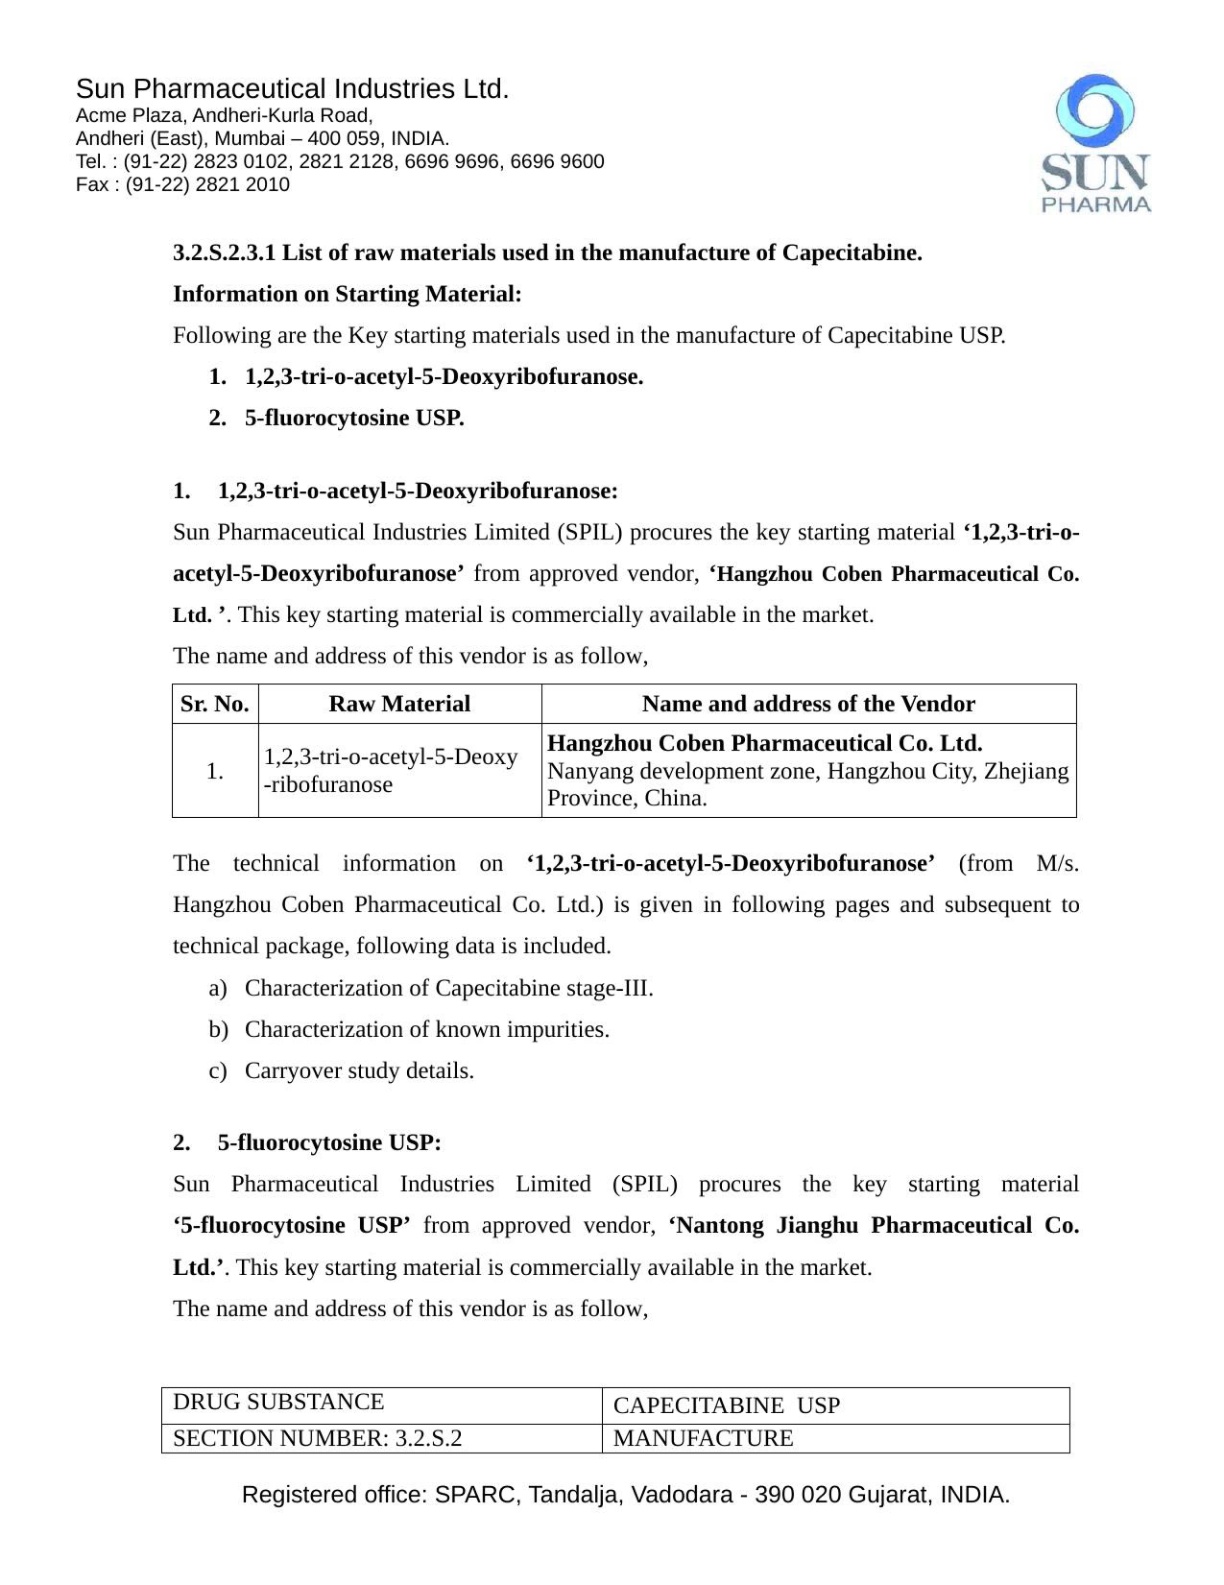 Sun Pharmaceutical Industries Ltd.
Acme Plaza, Andheri-Kurla Road,
Andheri (East), Mumbai – 400 059, INDIA.
Tel. : (91-22) 2823 0102, 2821 2128, 6696 9696, 6696 9600
Fax : (91-22) 2821 2010
SUN
PHARMA
3.2.S.2.3.1 List of raw materials used in the manufacture of Capecitabine.
Information on Starting Material:
Following are the Key starting materials used in the manufacture of Capecitabine USP.
1. 1,2,3-tri-o-acetyl-5-Deoxyribofuranose.
2. 5-fluorocytosine USP.
1. 1,2,3-tri-o-acetyl-5-Deoxyribofuranose:
Sun Pharmaceutical Industries Limited (SPIL) procures the key starting material ‘1,2,3-tri-o-
acetyl-5-Deoxyribofuranose’ from approved vendor, ‘Hangzhou Coben Pharmaceutical Co.
Ltd. ’. This key starting material is commercially available in the market.
The name and address of this vendor is as follow,
Sr. No. Raw Material Name and address of the Vendor
1. 1,2,3-tri-o-acetyl-5-Deoxy
-ribofuranose
Hangzhou Coben Pharmaceutical Co. Ltd.
Nanyang development zone, Hangzhou City, Zhejiang
Province, China.
The technical information on ‘1,2,3-tri-o-acetyl-5-Deoxyribofuranose’ (from M/s.
Hangzhou Coben Pharmaceutical Co. Ltd.) is given in following pages and subsequent to
technical package, following data is included.
a) Characterization of Capecitabine stage-III.
b) Characterization of known impurities.
c) Carryover study details.
2. 5-fluorocytosine USP:
Sun Pharmaceutical Industries Limited (SPIL) procures the key starting material
‘5-fluorocytosine USP’ from approved vendor, ‘Nantong Jianghu Pharmaceutical Co.
Ltd.’. This key starting material is commercially available in the market.
The name and address of this vendor is as follow,
DRUG SUBSTANCE CAPECITABINE USP
SECTION NUMBER: 3.2.S.2 MANUFACTURE
Registered office: SPARC, Tandalja, Vadodara - 390 020 Gujarat, INDIA.